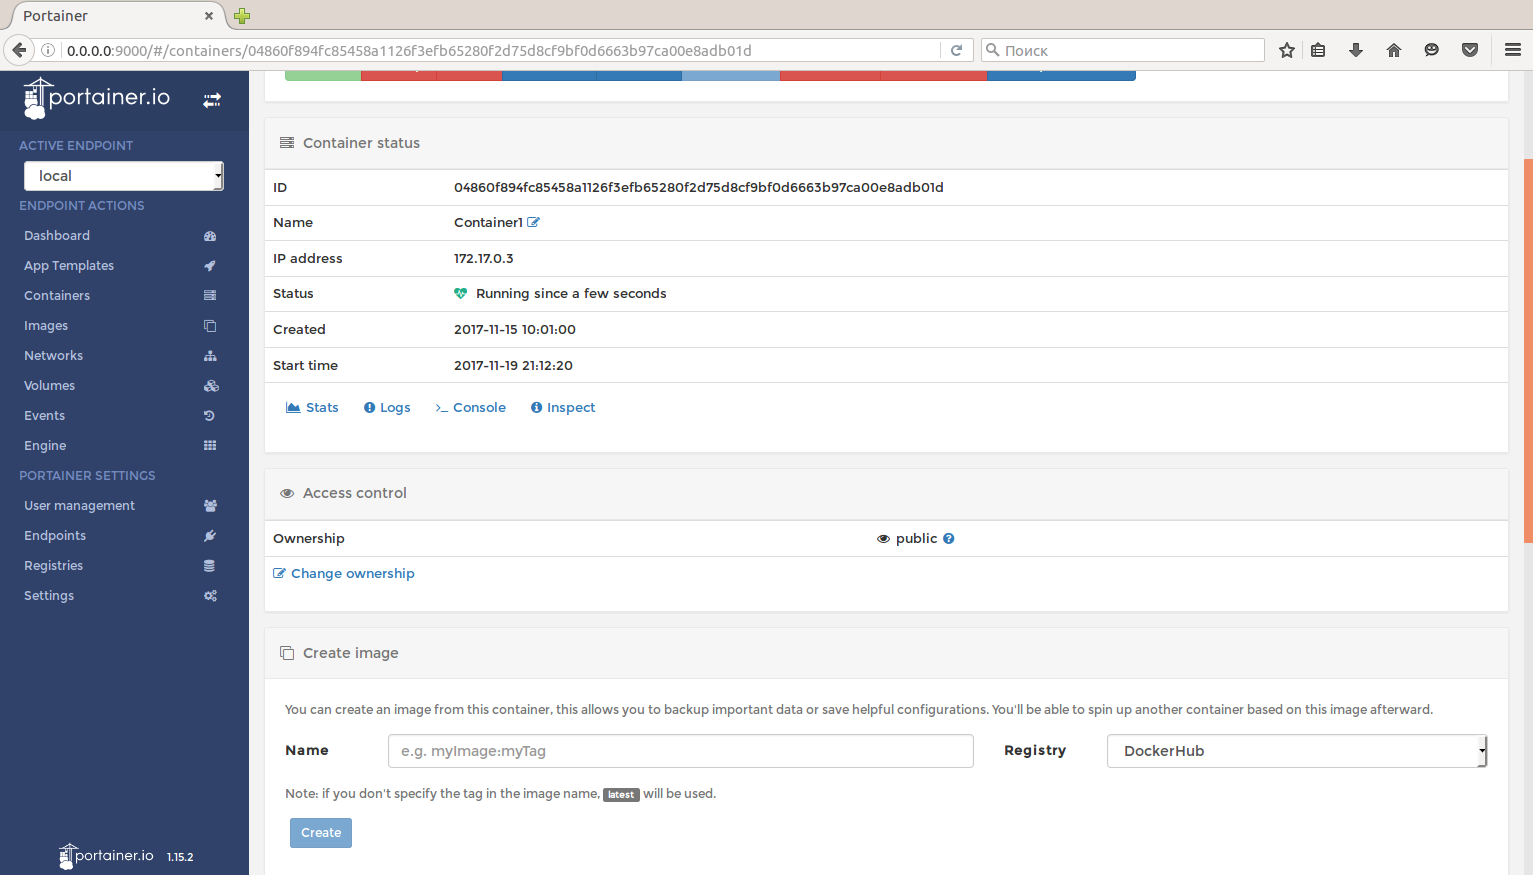 Portainer
0.0.0.0:9000/#/containers/04860f894fc85458a1126f3efb65280f2d75d8cf9bf0d6663b97ca00e8adb01d
Поиск
portainer.io
ACTIVE ENDPOINT
local
ENDPOINT ACTIONS
Dashboard
App Templates
Containers
Images
Networks
Volumes
Events
Engine
PORTAINER SETTINGS
User management
Endpoints
Registries
Settings
portainer.io 1.15.2
Container status
ID 04860f894fc85458a1126f3efb65280f2d75d8cf9bf0d6663b97ca00e8adb01d
Name Container1
IP address 172.17.0.3
Status Running since a few seconds
Created 2017-11-15 10:01:00
Start time 2017-11-19 21:12:20
Stats Logs >_ Console Inspect
Access control
Ownership public
Change ownership
Create image
You can create an image from this container, this allows you to backup important data or save helpful configurations. You'll be able to spin up another container based on this image afterward.
Name e.g. myImage:myTag Registry DockerHub
Note: if you don't specify the tag in the image name, latest will be used.
Create